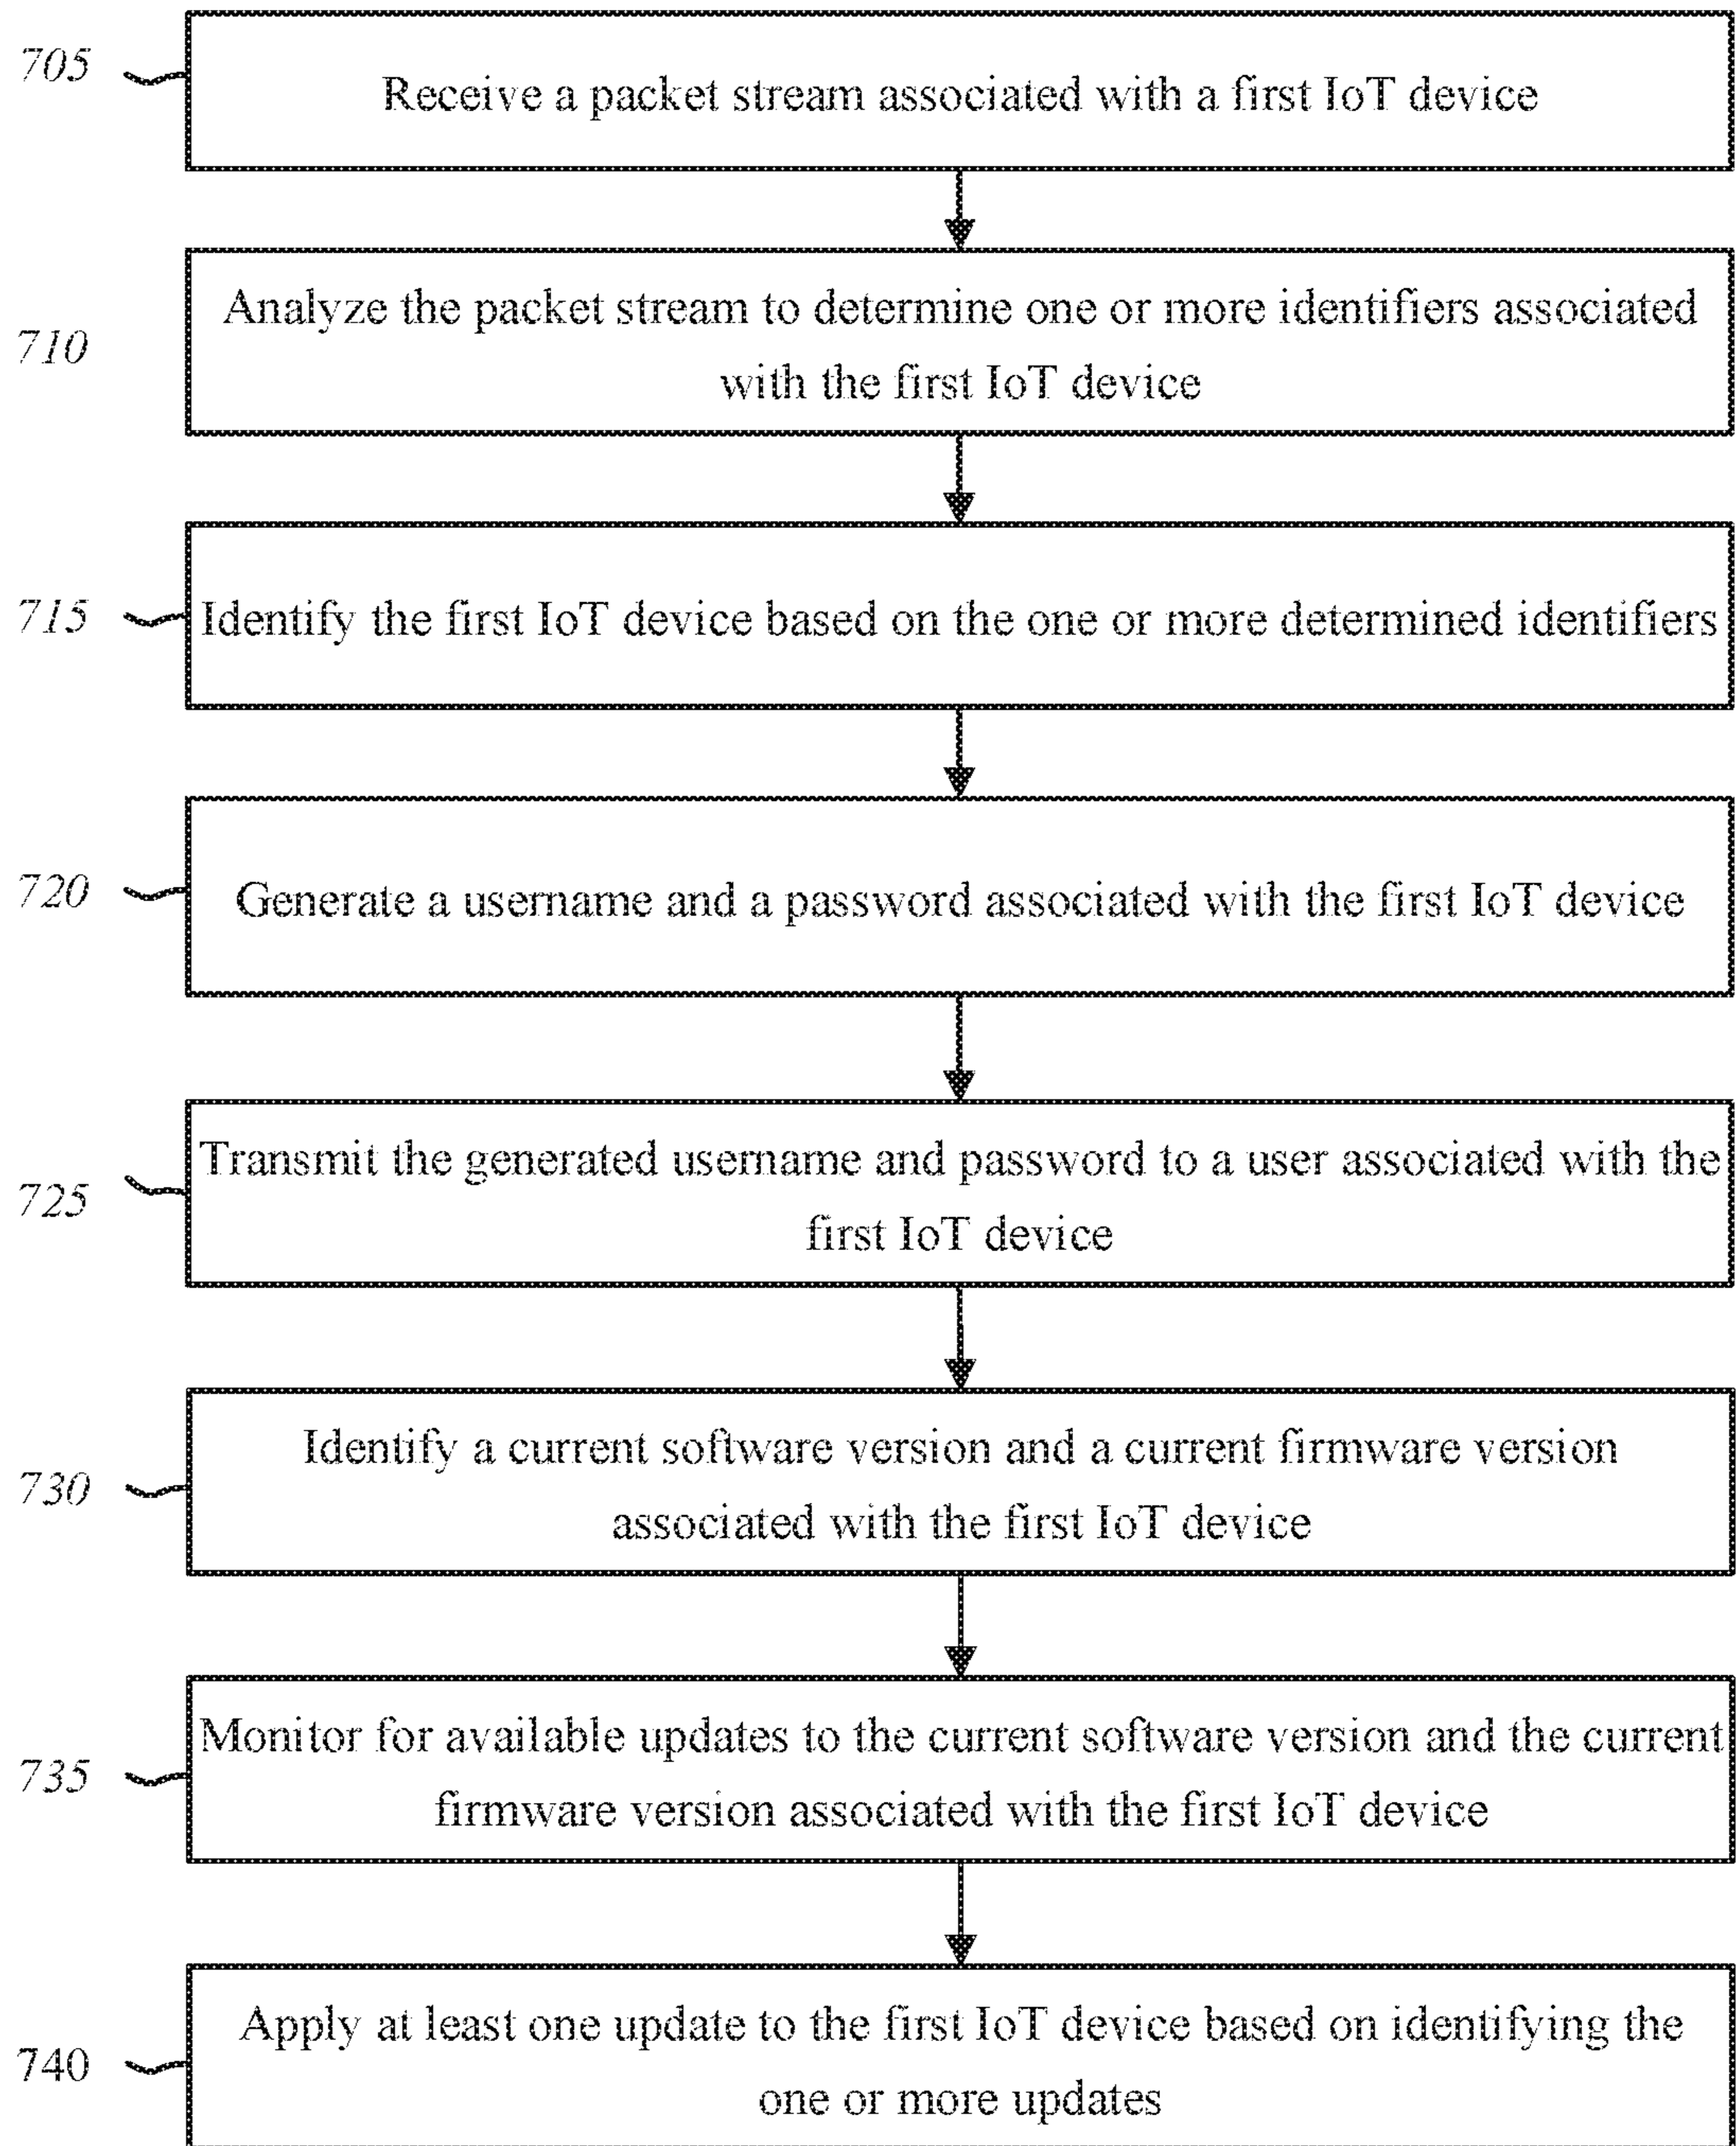 705
Receive a packet stream associated with a first IoT device
710
Analyze the packet stream to determine one or more identifiers associated
with the first IoT device
715
Identify the first IoT device based on the one or more determined identifiers
720
Generate a username and a password associated with the first IoT device
725
Transmit the generated username and password to a user associated with the
first IoT device
730
Identify a current software version and a current firmware version
associated with the first IoT device
735
Monitor for available updates to the current software version and the current
firmware version associated with the first IoT device
740
Apply at least one update to the first IoT device based on identifying the
one or more updates